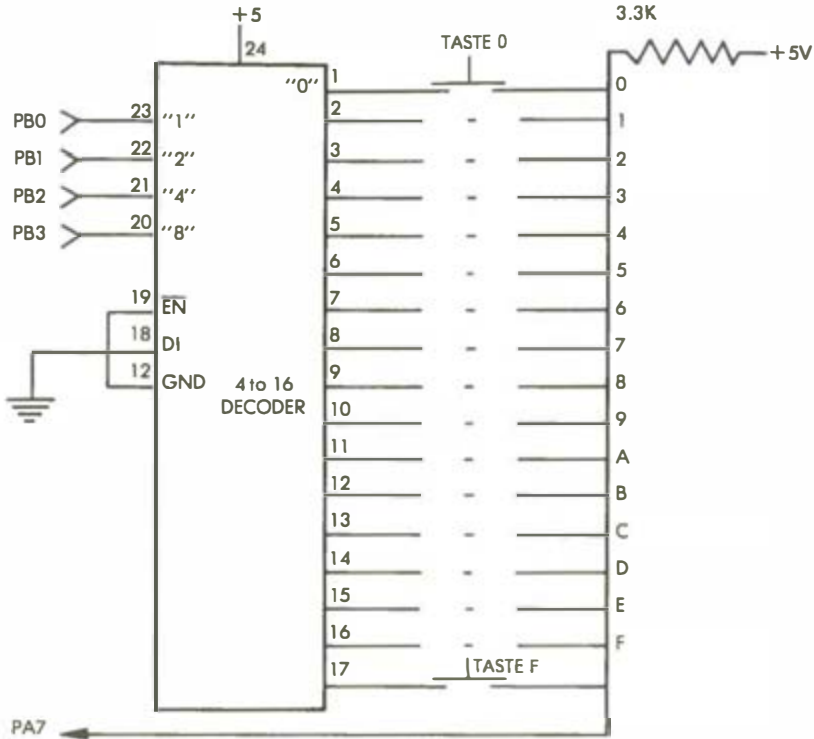 +5
3.3K
24
TASTE 0
+5V
"0"
1
0
PB0
23
"1"
2
1
PB1
22
"2"
3
2
PB2
21
"4"
4
3
PB3
20
"8"
5
4
6
5
19
EN
7
6
18
DI
8
7
12
GND
4 to 16
DECODER
9
8
10
9
11
A
12
B
13
C
14
D
15
E
16
F
17
TASTE F
PA7